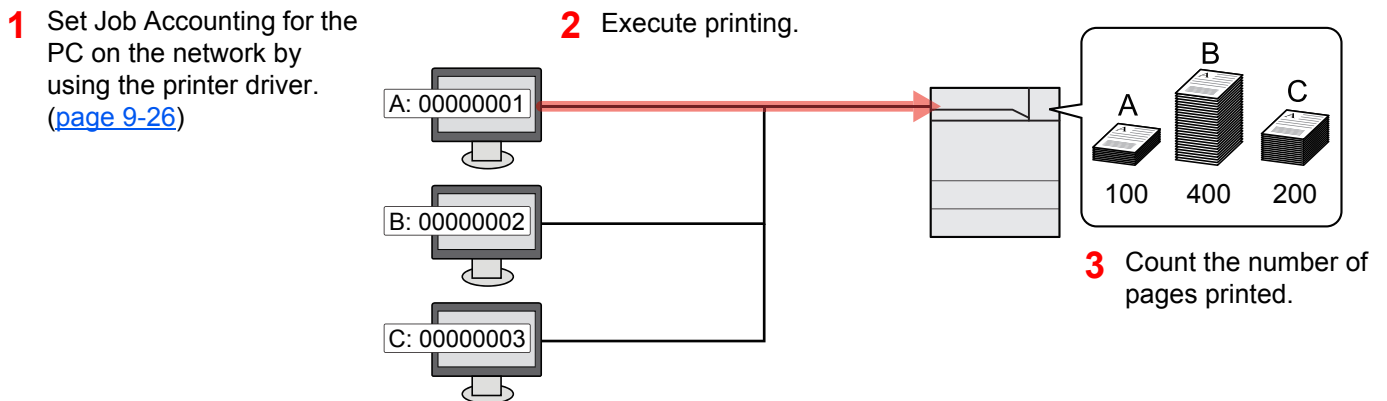 1 Set Job Accounting for the
PC on the network by
using the printer driver.
(page 9-26)
2 Execute printing.
A: 00000001
B: 00000002
C: 00000003
B
A
C
A
A
A
100 400 200
3 Count the number of
pages printed.